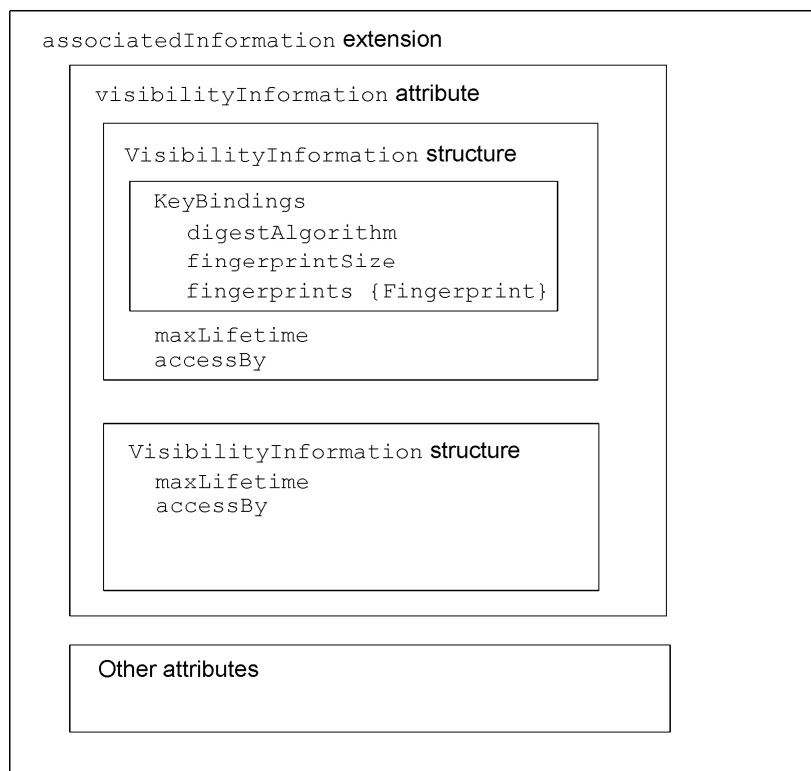 associatedInformation extension
visibilityInformation attribute
VisibilityInformation structure
KeyBindings
digestAlgorithm
fingerprintSize
fingerprints {Fingerprint}
maxLifetime
accessBy
VisibilityInformation structure
maxLifetime
accessBy
Other attributes